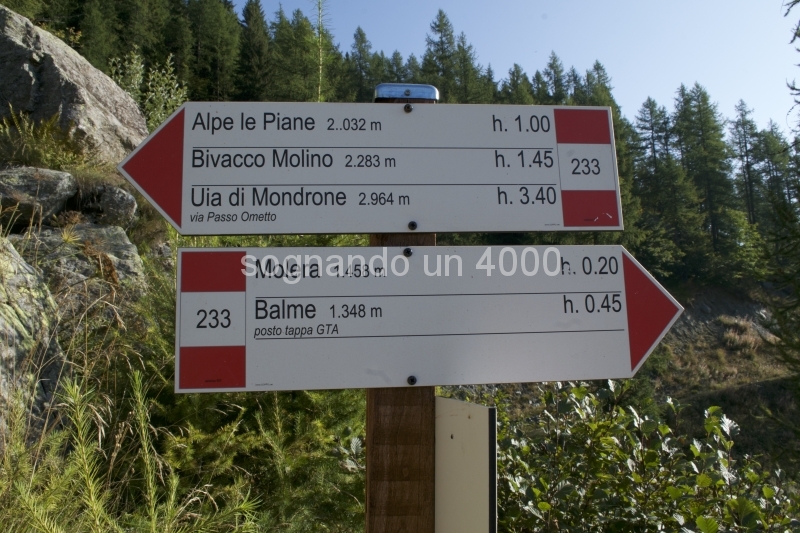 Alpe le Piane 2..032 m h. 1.00
Bivacco Molino 2.283 m h. 1.45
233
Uia di Mondrone 2.964 m h. 3.40
via Passo Ometto
sognando un 4000
Molera 1.453 m h. 0.20
233
Balme 1.348 m h. 0.45
posto tappa GTA